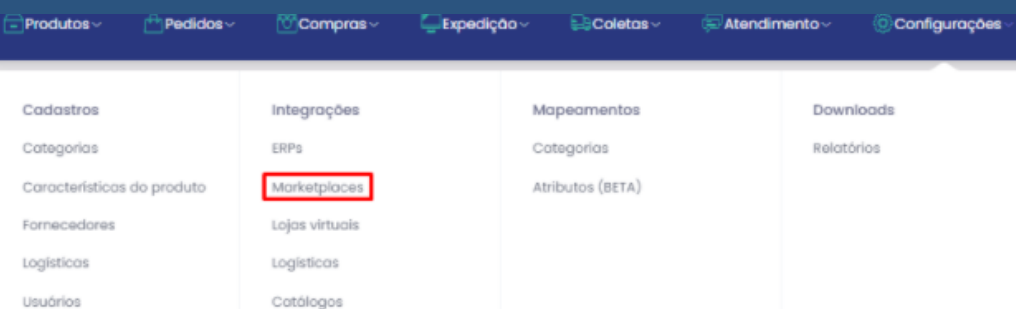 Produtos Pedidos Compras Expedição Coletas Atendimento Configurações
Cadastros
Categorias
Características do produto
Fornecedores
Logísticas
Usuários
Integrações
ERPs
Marketplaces
Lojas virtuais
Logísticas
Catálogos
Mapeamentos
Categorias
Atributos (BETA)
Downloads
Relatórios